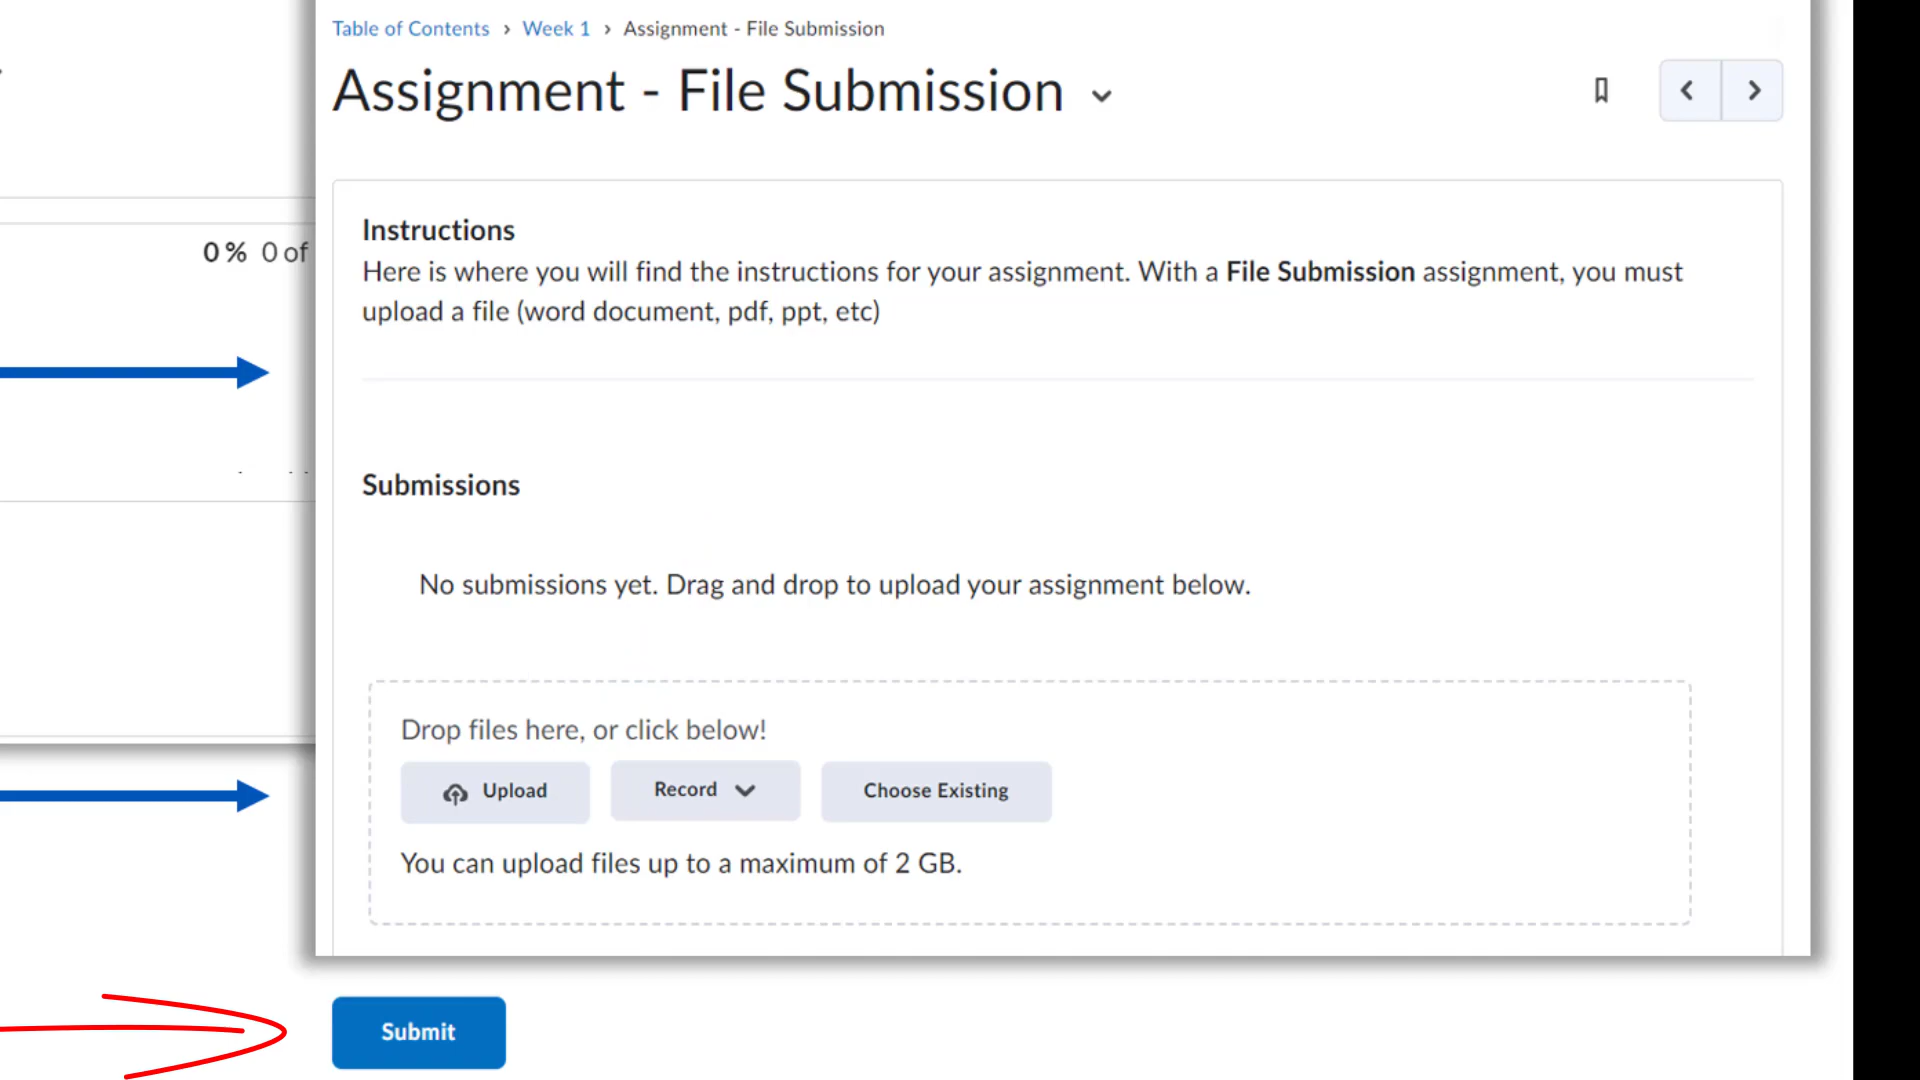 Table of Contents › Week 1 › Assignment - File Submission
Assignment - File Submission
0 % 0 of
Instructions
Here is where you will find the instructions for your assignment. With a File Submission assignment, you must
upload a file (word document, pdf, ppt, etc)
Submissions
No submissions yet. Drag and drop to upload your assignment below.
Drop files here, or click below!
Upload Record Choose Existing
You can upload files up to a maximum of 2 GB.
Submit